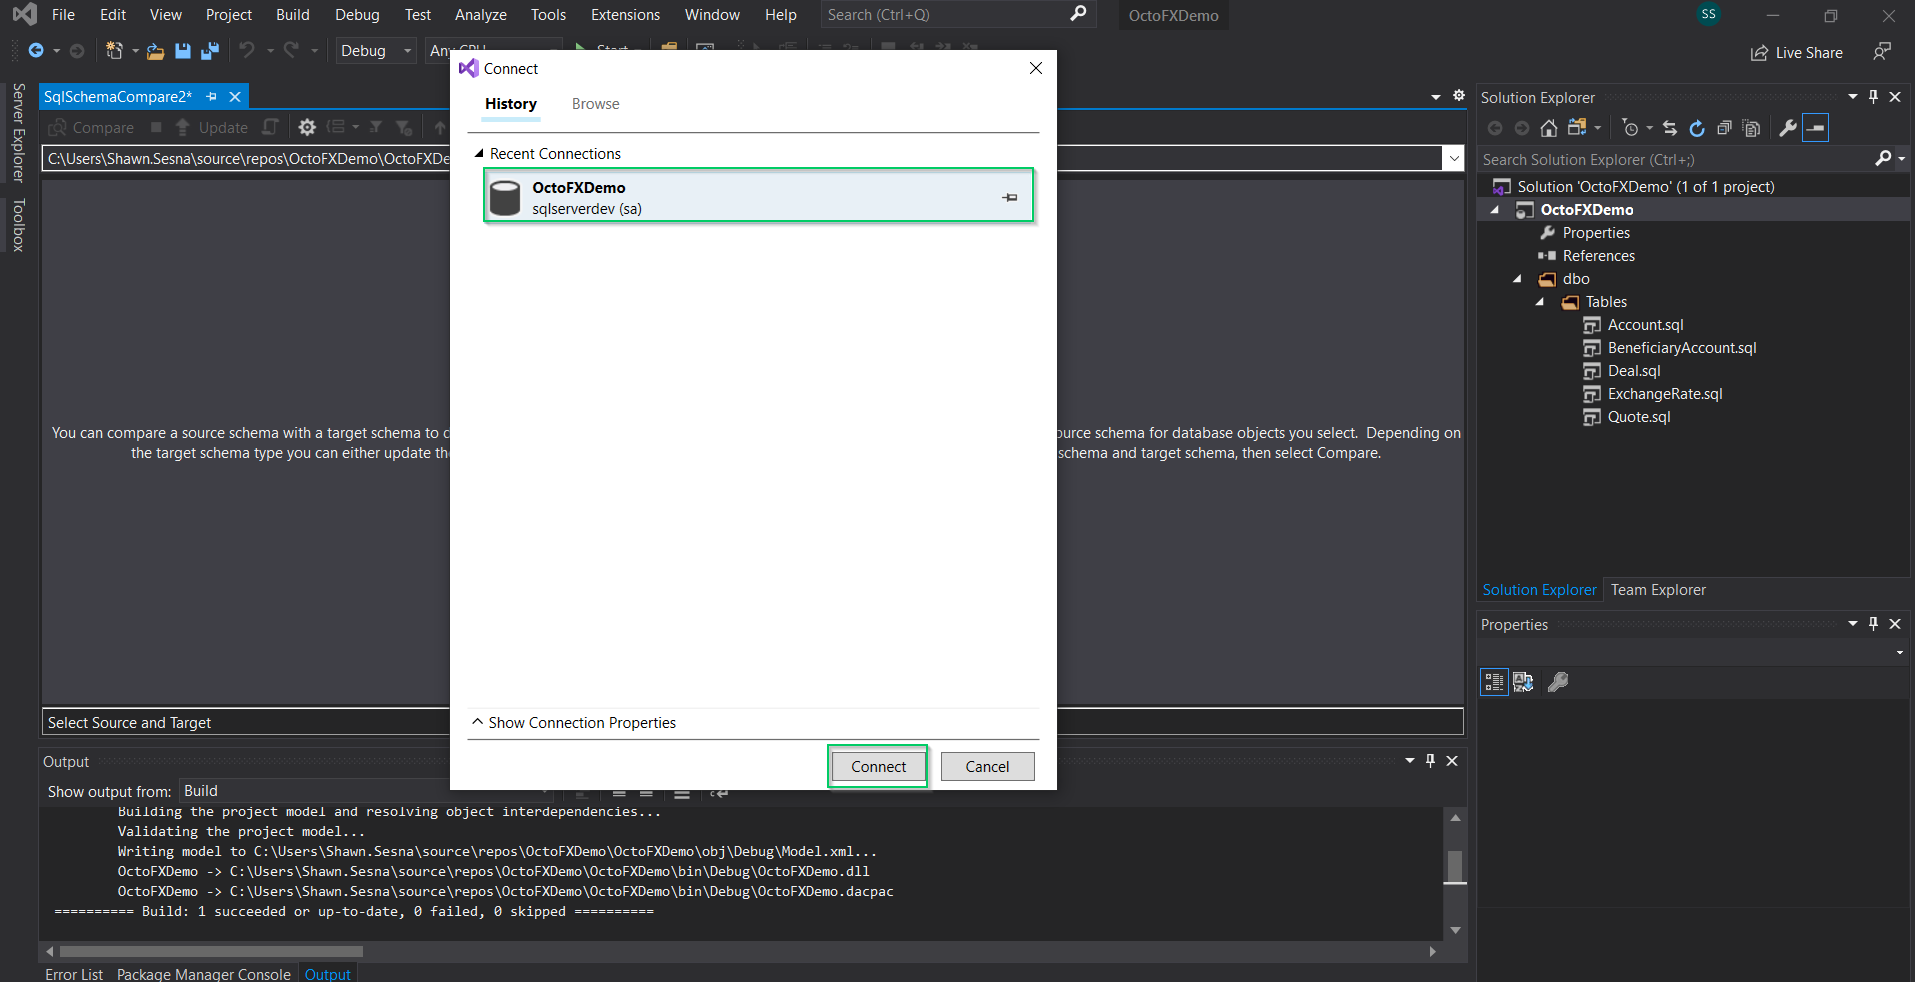 File Edit View Project Build Debug Test Analyze Tools Extensions Window Help Search (Ctrl+Q) OctoFXDemo SS
Debug Any CPU Start Live Share
Server Explorer
Toolbox
SqlSchemaCompare2*
Compare Update
C:\Users\Shawn.Sesna\source\repos\OctoFXDemo\OctoFXDe
You can compare a source schema with a target schema to
the target schema type you can either update
ource schema for database objects you select. Depending on
schema and target schema, then select Compare.
Select Source and Target
Connect
History Browse
Recent Connections
OctoFXDemo
sqlserverdev (sa)
Show Connection Properties
Connect Cancel
Output
Show output from: Build
Building the project model and resolving object interdependencies...
Validating the project model...
Writing model to C:\Users\Shawn.Sesna\source\repos\OctoFXDemo\OctoFXDemo\obj\Debug\Model.xml...
OctoFXDemo -> C:\Users\Shawn.Sesna\source\repos\OctoFXDemo\OctoFXDemo\bin\Debug\OctoFXDemo.dll
OctoFXDemo -> C:\Users\Shawn.Sesna\source\repos\OctoFXDemo\OctoFXDemo\bin\Debug\OctoFXDemo.dacpac
========== Build: 1 succeeded or up-to-date, 0 failed, 0 skipped ==========
Error List Package Manager Console Output
Solution Explorer
Search Solution Explorer (Ctrl+;)
Solution 'OctoFXDemo' (1 of 1 project)
OctoFXDemo
Properties
References
dbo
Tables
Account.sql
BeneficiaryAccount.sql
Deal.sql
ExchangeRate.sql
Quote.sql
Solution Explorer Team Explorer
Properties